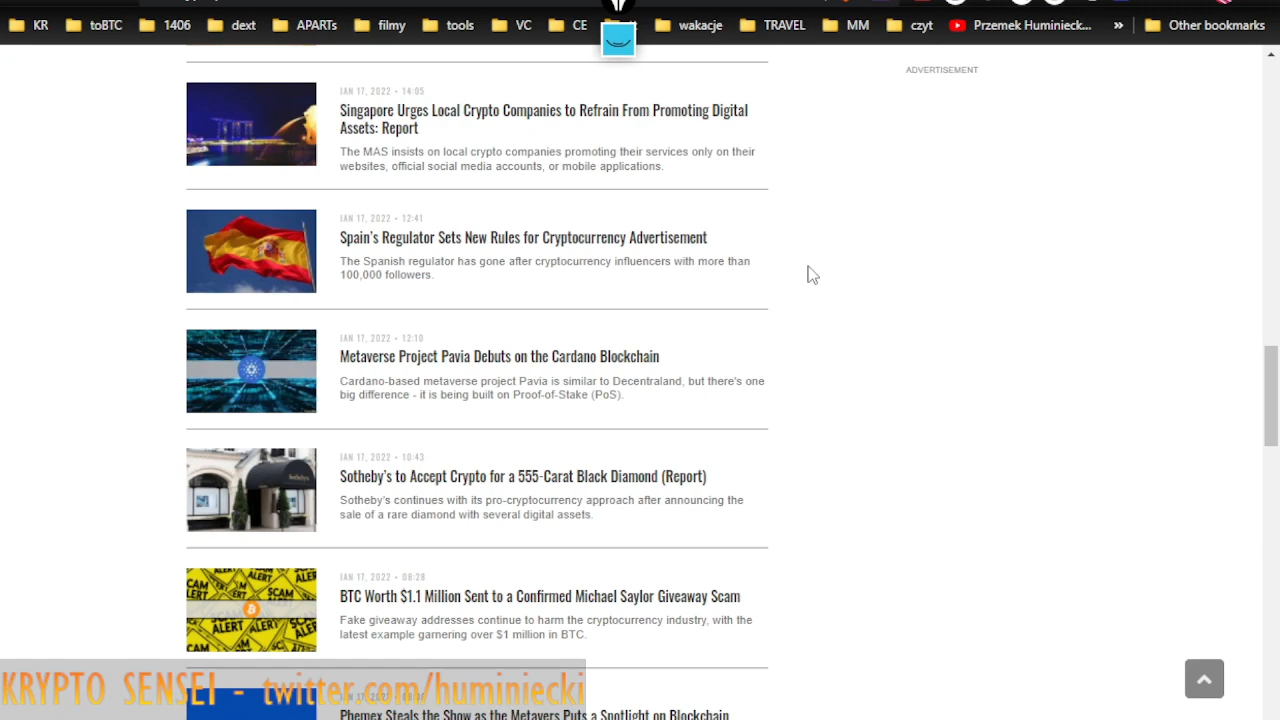 KR toBTC 1406 dext APARTs filmy tools VC CE wakacje TRAVEL MM czyt Przemek Huminiecki... » Other bookmarks
ADVERTISEMENT
JAN 17, 2022 • 14:05
Singapore Urges Local Crypto Companies to Refrain From Promoting Digital
Assets: Report
The MAS insists on local crypto companies promoting their services only on their
websites, official social media accounts, or mobile applications.
JAN 17, 2022 • 12:41
Spain's Regulator Sets New Rules for Cryptocurrency Advertisement
The Spanish regulator has gone after cryptocurrency influencers with more than
100,000 followers.
JAN 17, 2022 • 12:10
Metaverse Project Pavia Debuts on the Cardano Blockchain
Cardano-based metaverse project Pavia is similar to Decentraland, but there's one
big difference - it is being built on Proof-of-Stake (PoS).
JAN 17, 2022 • 10:43
Sotheby's to Accept Crypto for a 555-Carat Black Diamond (Report)
Sotheby's continues with its pro-cryptocurrency approach after announcing the
sale of a rare diamond with several digital assets.
JAN 17, 2022 • 08:28
BTC Worth $1.1 Million Sent to a Confirmed Michael Saylor Giveaway Scam
Fake giveaway addresses continue to harm the cryptocurrency industry, with the
latest example garnering over $1 million in BTC.
SCAM ALERT
KRYPTO SENSEI - twitter.com/huminiecki
Phemex Steals the Show as the Metavers Puts a Spotlight on Blockchain